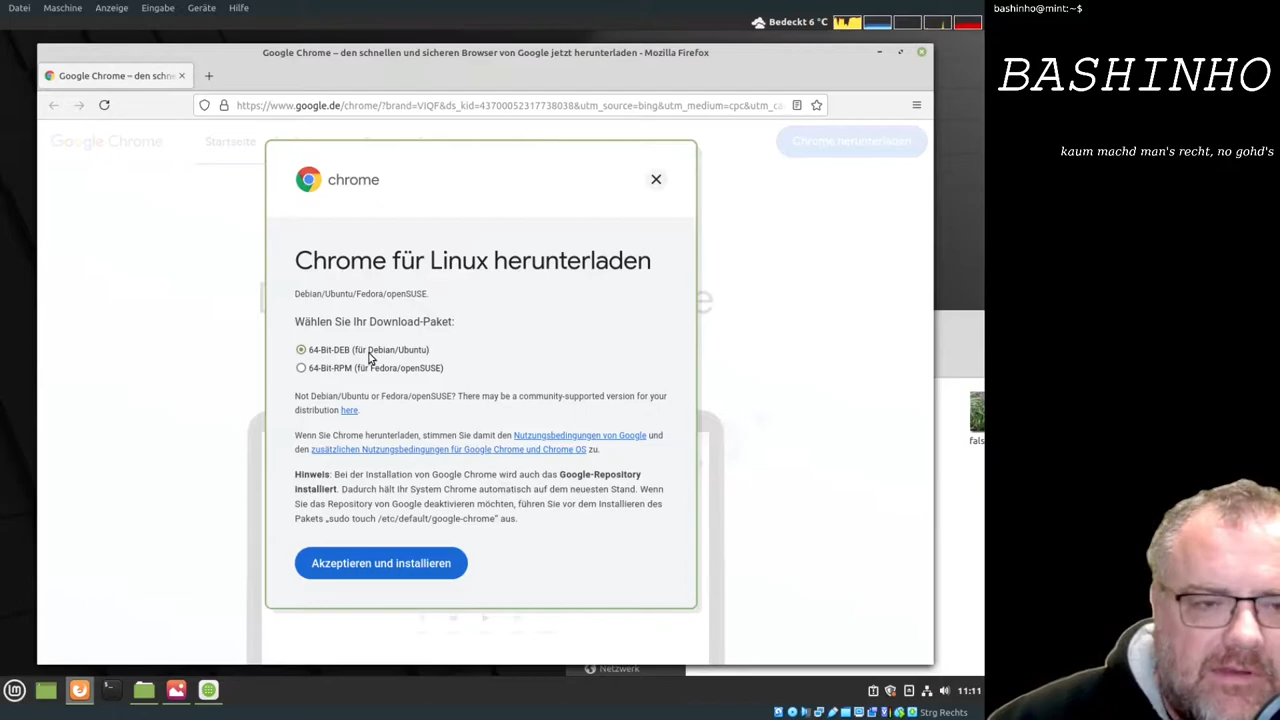 Datei Maschine Anzeige Eingabe Geräte Hilfe
bashinho@mint:~$
Bedeckt 6 °C
Google Chrome – den schnellen und sicheren Browser von Google jetzt herunterladen - Mozilla Firefox
BASHINHO
Google Chrome – den schne
https://www.google.de/chrome/?brand=VIQF&ds_kid=43700052317738038&utm_source=bing&utm_medium=cpc&utm_ca
Google Chrome Startseite Chrome herunterladen
kaum machd man's recht, no gohd's
chrome
Chrome für Linux herunterladen
Debian/Ubuntu/Fedora/openSUSE.
Wählen Sie Ihr Download-Paket:
64-Bit-DEB (für Debian/Ubuntu)
64-Bit-RPM (für Fedora/openSUSE)
Not Debian/Ubuntu or Fedora/openSUSE? There may be a community-supported version for your
distribution here.
Wenn Sie Chrome herunterladen, stimmen Sie damit den Nutzungsbedingungen von Google und
den zusätzlichen Nutzungsbedingungen für Google Chrome und Chrome OS zu.
Hinweis: Bei der Installation von Google Chrome wird auch das Google-Repository
installiert. Dadurch hält Ihr System Chrome automatisch auf dem neuesten Stand. Wenn
Sie das Repository von Google deaktivieren möchten, führen Sie vor dem Installieren des
Pakets „sudo touch /etc/default/google-chrome" aus.
Akzeptieren und installieren
fals
Netzwerk
11:11
Strg Rechts